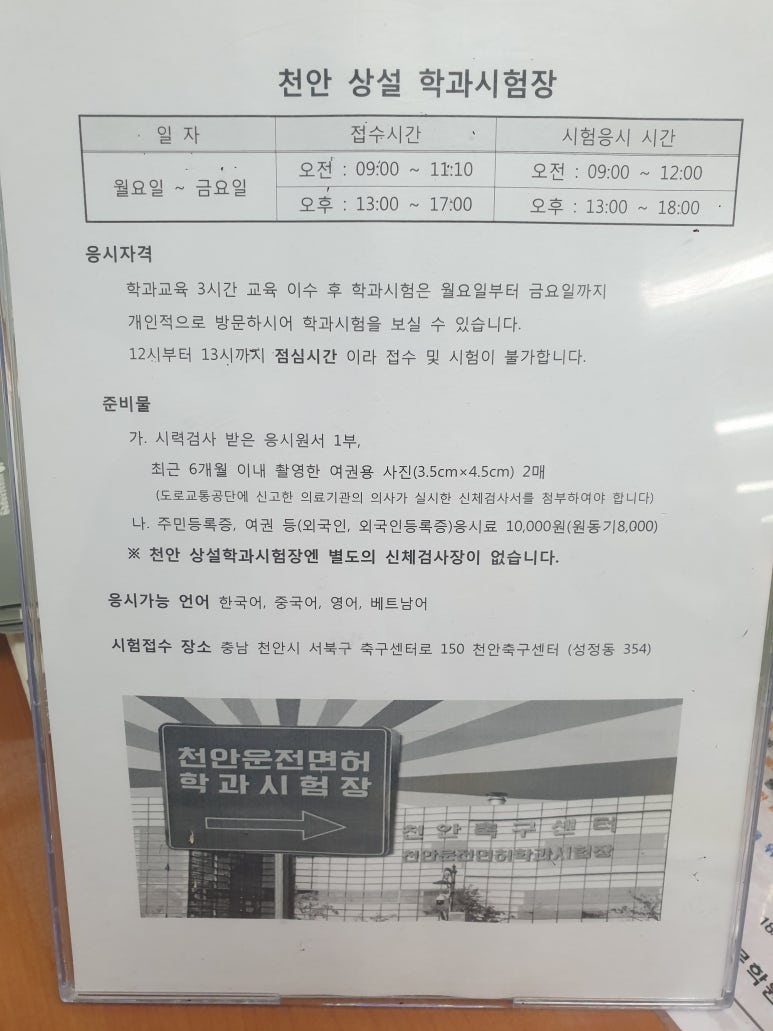 천안 상설 학과시험장
일 자 접수시간 시험응시 시간
월요일 ~ 금요일
오전 : 09:00 ~ 11:10 오전 : 09:00 ~ 12:00
오후 : 13:00 ~ 17:00 오후 : 13:00 ~ 18:00
응시자격
학과교육 3시간 교육 이수 후 학과시험은 월요일부터 금요일까지
개인적으로 방문하시어 학과시험을 보실 수 있습니다.
12시부터 13시까지 점심시간 이라 접수 및 시험이 불가합니다.
준비물
가. 시력검사 받은 응시원서 1부,
최근 6개월 이내 촬영한 여권용 사진(3.5cm×4.5cm) 2매
(도로교통공단에 신고한 의료기관의 의사가 실시한 신체검사서를 첨부하여야 합니다)
나. 주민등록증, 여권 등(외국인, 외국인등록증)응시료 10,000원(원동기8,000)
※ 천안 상설학과시험장엔 별도의 신체검사장이 없습니다.
응시가능 언어 한국어, 중국어, 영어, 베트남어
시험접수 장소 충남 천안시 서북구 축구센터로 150 천안축구센터 (성정동 354)
천안운전면허
학과시험장
천안축구센터
천안운전면허학과시험장